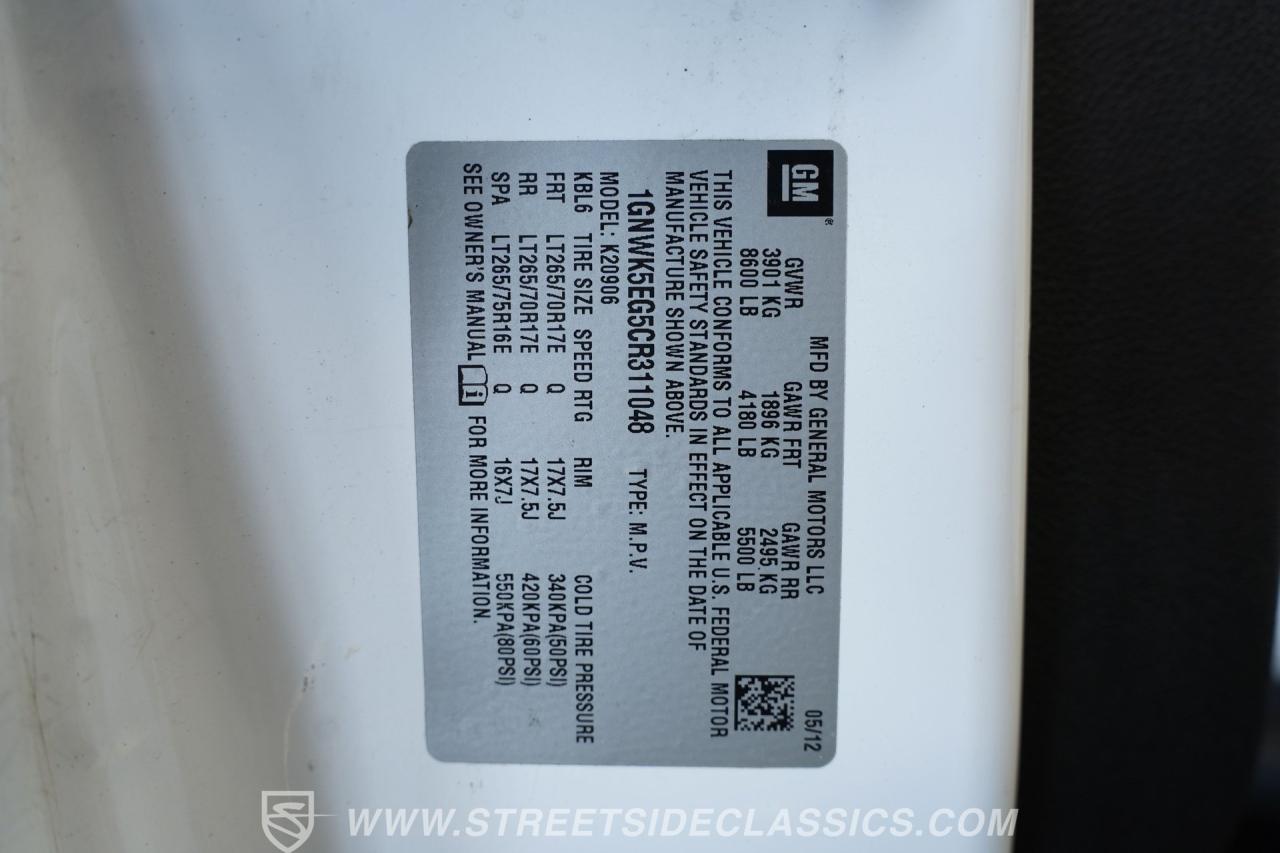 GM®
MFD BY GENERAL MOTORS LLC 05/12
GVWR GAWR FRT GAWR RR
3901 KG 1896 KG 2495 KG
8600 LB 4180 LB 5500 LB
THIS VEHICLE CONFORMS TO ALL APPLICABLE U.S. FEDERAL MOTOR
VEHICLE SAFETY STANDARDS IN EFFECT ON THE DATE OF
MANUFACTURE SHOWN ABOVE.
1GNWK5EG5CR311048 TYPE: M.P.V.
MODEL: K20906
KBL6 TIRE SIZE SPEED RTG RIM COLD TIRE PRESSURE
FRT LT265/70R17E Q 17X7.5J 340KPA(50PSI)
RR LT265/70R17E Q 17X7.5J 420KPA(60PSI)
SPA LT265/75R16E Q 16X7J 550KPA(80PSI)
SEE OWNER'S MANUAL i FOR MORE INFORMATION.
WWW.STREETSIDECLASSICS.COM